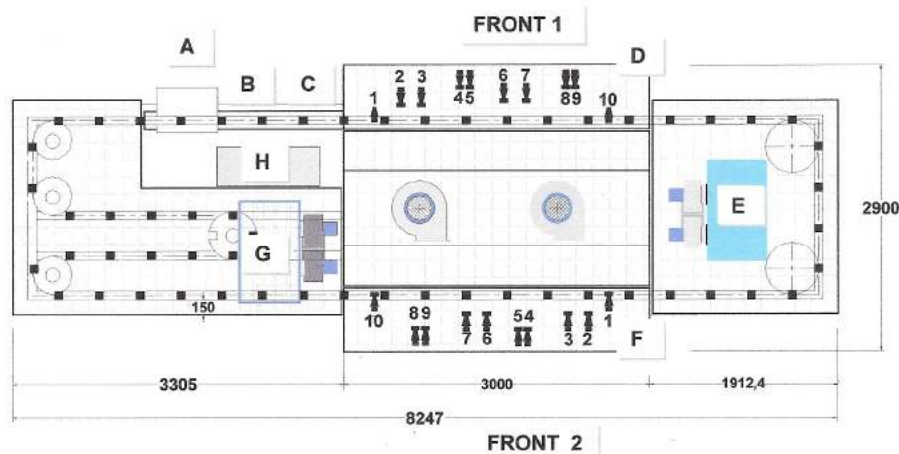 FRONT 1
A
B C D
2 3 6 7
1 45 89 10
H
E
2900
G
150
10 89 7 6 54 3 2 1
F
3305 3000 1912,4
8247
FRONT 2